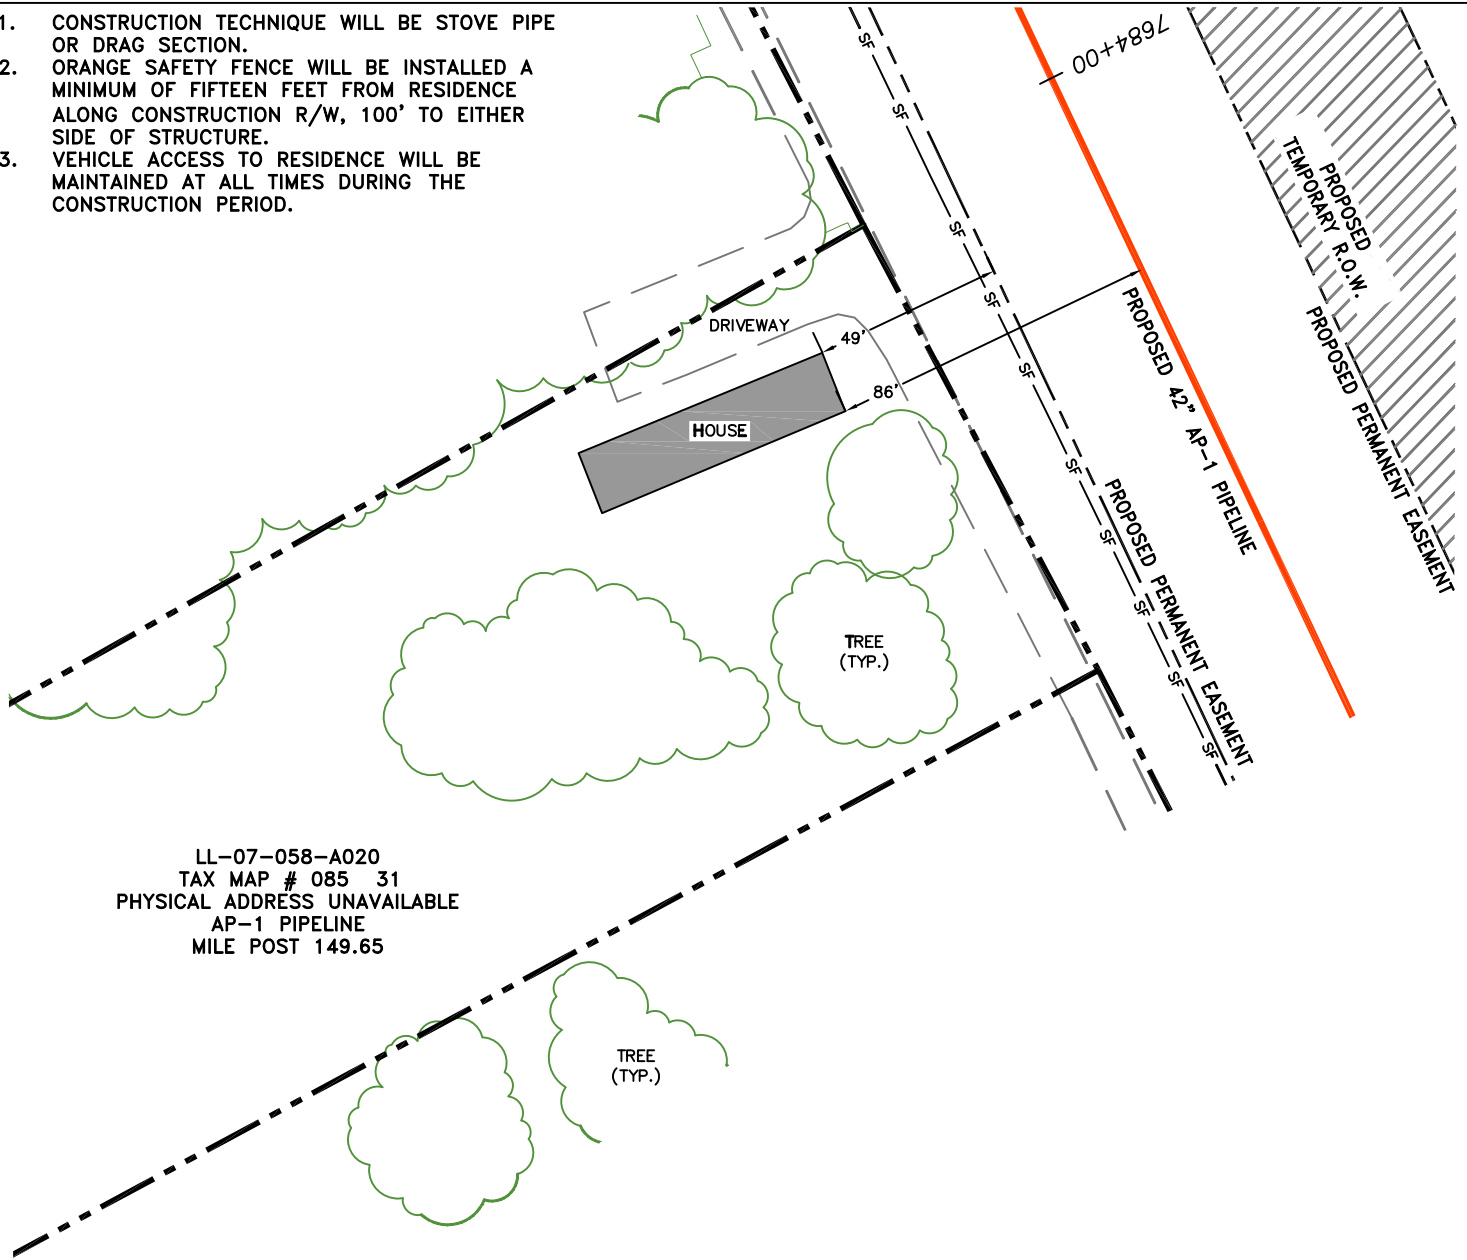 1. CONSTRUCTION TECHNIQUE WILL BE STOVE PIPE
OR DRAG SECTION.
2. ORANGE SAFETY FENCE WILL BE INSTALLED A
MINIMUM OF FIFTEEN FEET FROM RESIDENCE
ALONG CONSTRUCTION R/W, 100' TO EITHER
SIDE OF STRUCTURE.
3. VEHICLE ACCESS TO RESIDENCE WILL BE
MAINTAINED AT ALL TIMES DURING THE
CONSTRUCTION PERIOD.
SF
SF
SF
SF
SF
SF
SF
SF
SF
SF
7684+00
PROPOSED
TEMPORARY R.O.W.
PROPOSED PERMANENT EASEMENT
PROPOSED 42" AP-1 PIPELINE
PROPOSED PERMANENT EASEMENT
DRIVEWAY
49'
86'
HOUSE
TREE
(TYP.)
LL-07-058-A020
TAX MAP # 085 31
PHYSICAL ADDRESS UNAVAILABLE
AP-1 PIPELINE
MILE POST 149.65
TREE
(TYP.)